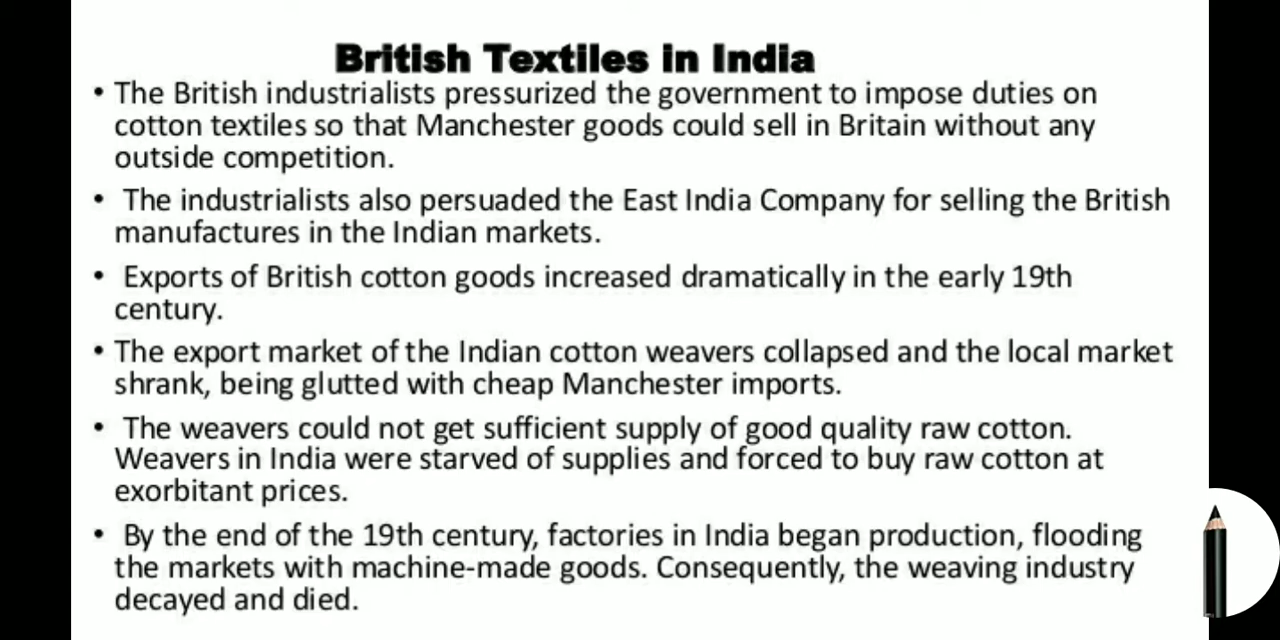 British Textiles in India
• The British industrialists pressurized the government to impose duties on
cotton textiles so that Manchester goods could sell in Britain without any
outside competition.
• The industrialists also persuaded the East India Company for selling the British
manufactures in the Indian markets.
• Exports of British cotton goods increased dramatically in the early 19th
century.
• The export market of the Indian cotton weavers collapsed and the local market
shrank, being glutted with cheap Manchester imports.
• The weavers could not get sufficient supply of good quality raw cotton.
Weavers in India were starved of supplies and forced to buy raw cotton at
exorbitant prices.
• By the end of the 19th century, factories in India began production, flooding
the markets with machine-made goods. Consequently, the weaving industry
decayed and died.